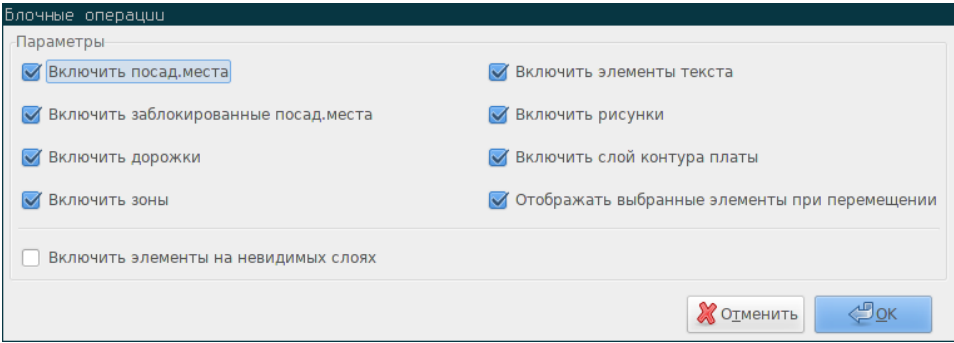 Блочные операции
Параметры
Включить посад.места
Включить элементы текста
Включить заблокированные посад.места
Включить рисунки
Включить дорожки
Включить слой контура платы
Включить зоны
Отображать выбранные элементы при перемещении
Включить элементы на невидимых слоях
Отменить
OK